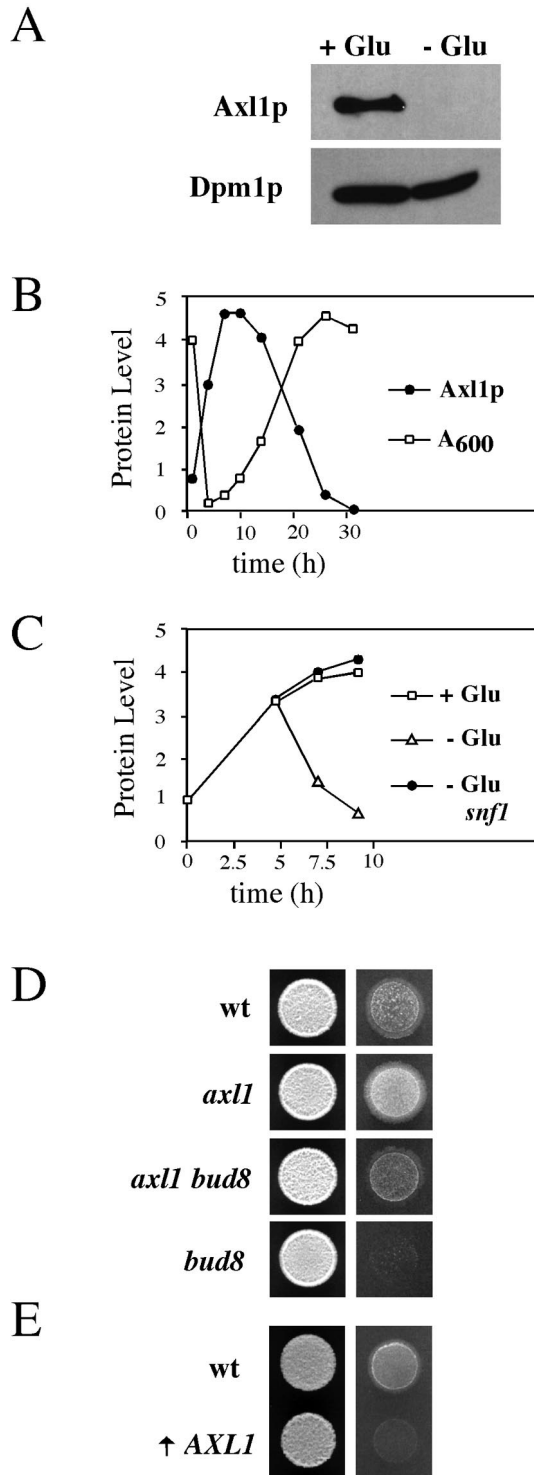 A
+ Glu - Glu
Axl1p
Dpm1p
B
Protein Level
5
4
3
2
1
0
0 10 20 30
time (h)
Axl1p
A600
C
Protein Level
5
4
3
2
1
0
0 2.5 5 7.5 10
time (h)
+ Glu
- Glu
- Glu
snf1
D
wt
axl1
axl1 bud8
bud8
E
wt
↑ AXL1